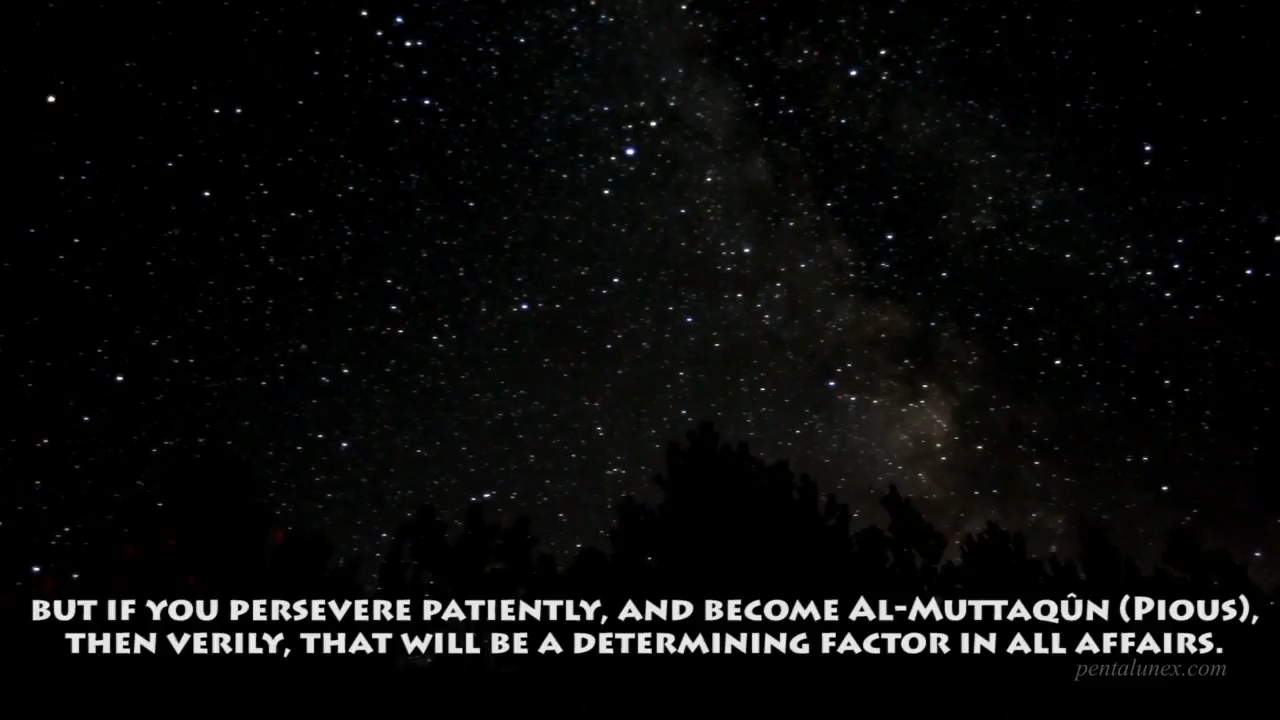 BUT IF YOU PERSEVERE PATIENTLY, AND BECOME AL-MUTTAQÛN (PIOUS),
THEN VERILY, THAT WILL BE A DETERMINING FACTOR IN ALL AFFAIRS.
pentalunex.com